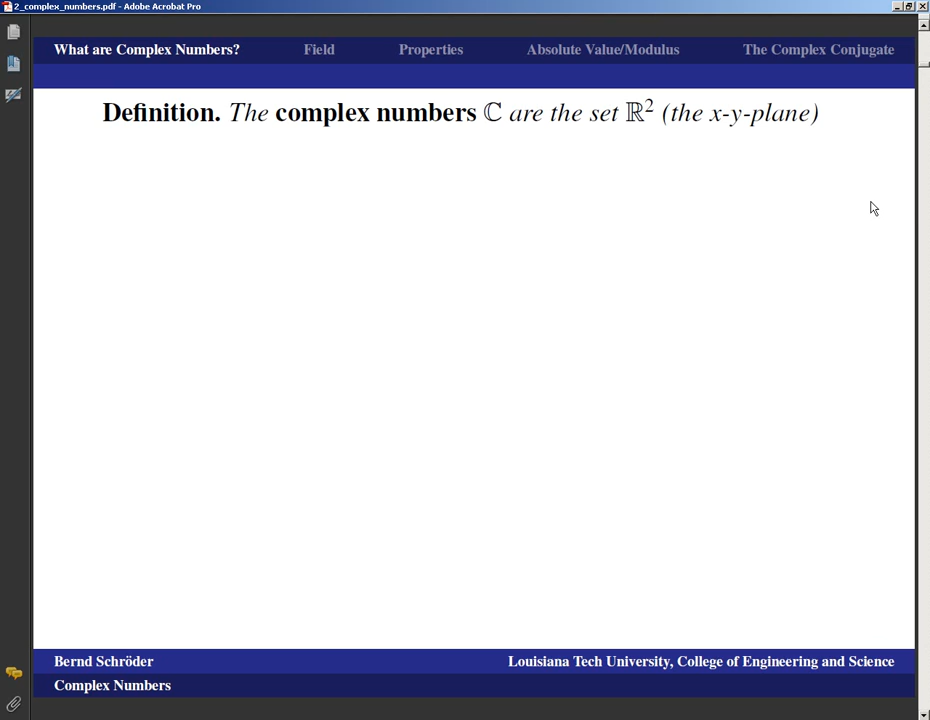 2_complex_numbers.pdf - Adobe Acrobat Pro
What are Complex Numbers? Field Properties Absolute Value/Modulus The Complex Conjugate
Definition. The complex numbers ℂ are the set ℝ² (the x-y-plane)
Bernd Schröder Louisiana Tech University, College of Engineering and Science
Complex Numbers